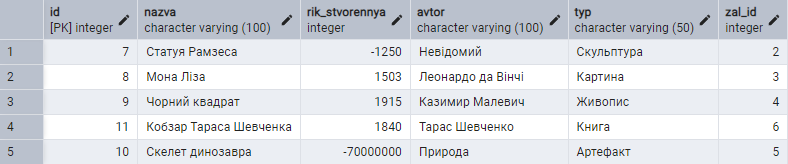 id nazva rik_stvorennya avtor typ zal_id
[PK] integer character varying (100) integer character varying (100) character varying (50) integer
1 7 Статуя Рамзеса -1250 Невідомий Скульптура 2
2 8 Мона Ліза 1503 Леонардо да Вінчі Картина 3
3 9 Чорний квадрат 1915 Казимир Малевич Живопис 4
4 11 Кобзар Тараса Шевченка 1840 Тарас Шевченко Книга 6
5 10 Скелет динозавра -70000000 Природа Артефакт 5